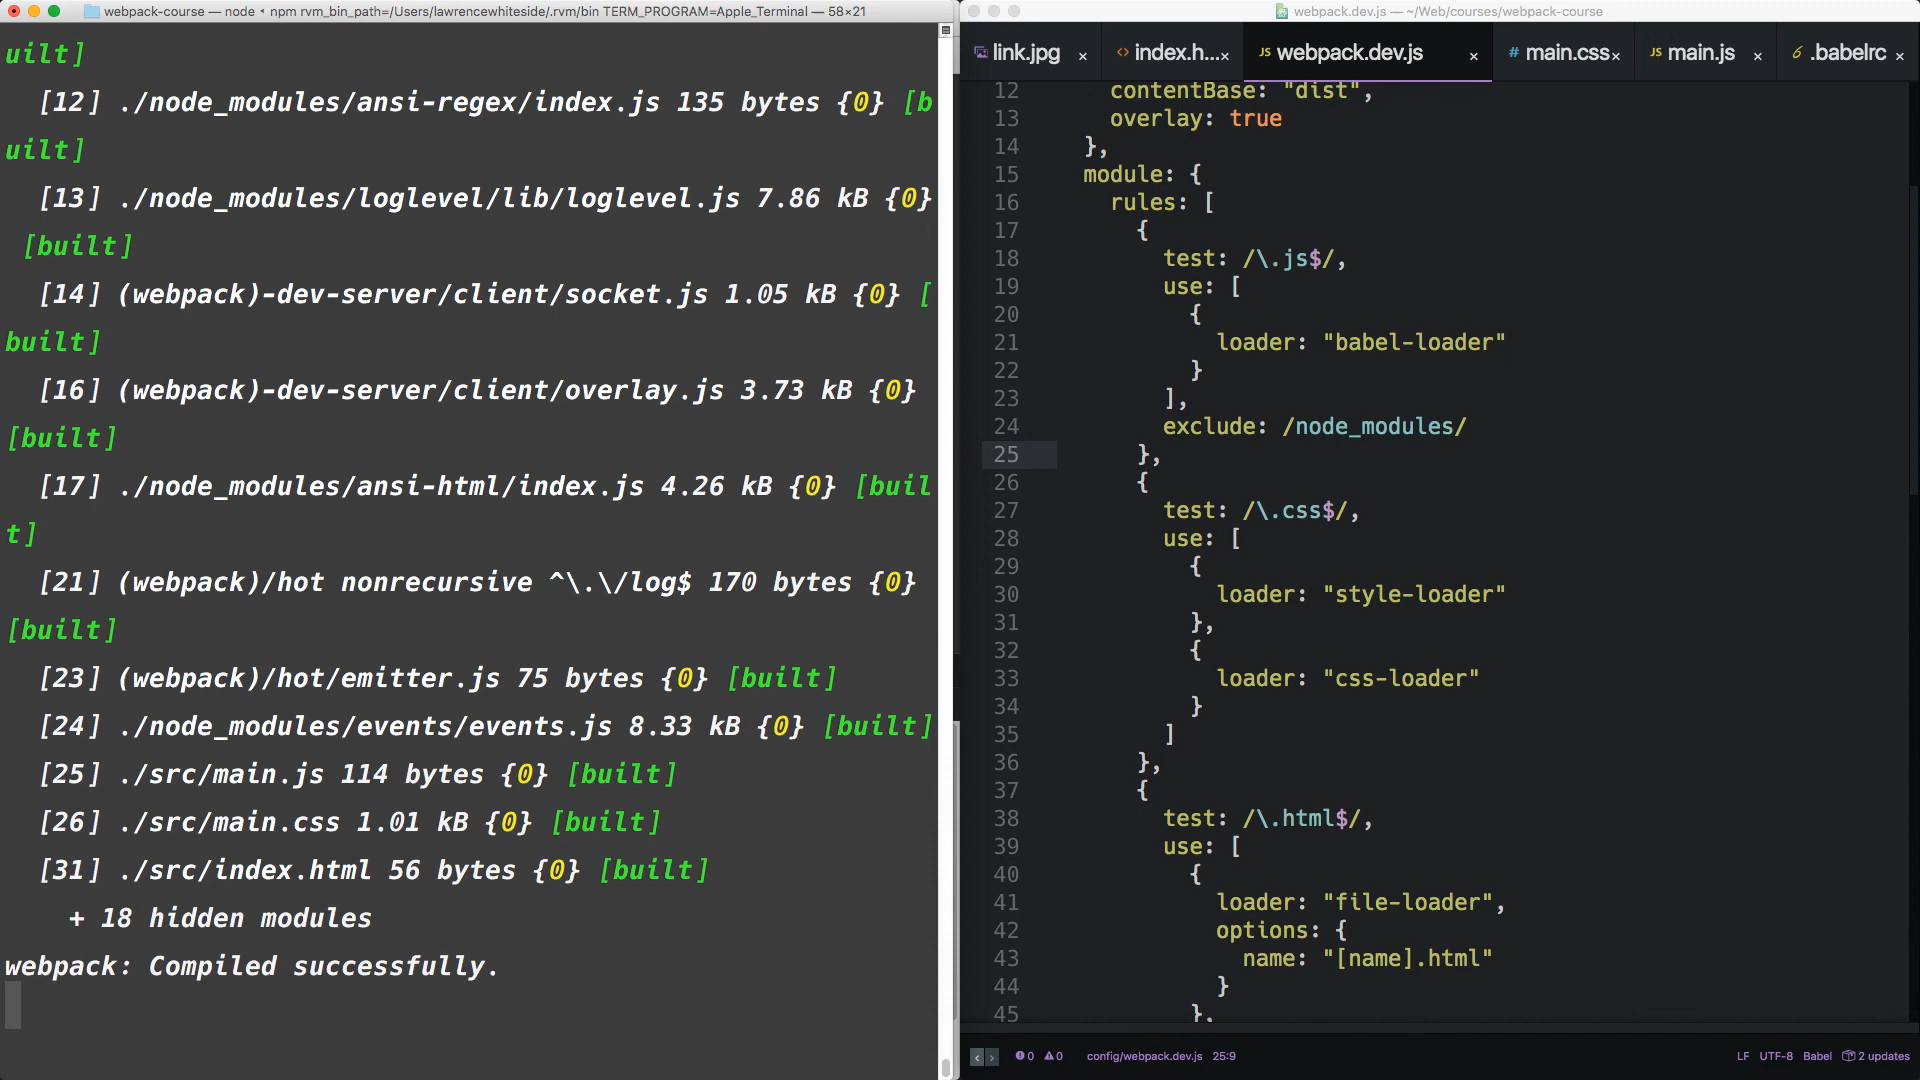 webpack-course — node ◂ npm rvm_bin_path=/Users/lawrencewhiteside/.rvm/bin TERM_PROGRAM=Apple_Terminal — 58×21
uilt]
[12] ./node_modules/ansi-regex/index.js 135 bytes {0} [b
uilt]
[13] ./node_modules/loglevel/lib/loglevel.js 7.86 kB {0}
[built]
[14] (webpack)-dev-server/client/socket.js 1.05 kB {0} [
built]
[16] (webpack)-dev-server/client/overlay.js 3.73 kB {0}
[built]
[17] ./node_modules/ansi-html/index.js 4.26 kB {0} [buil
t]
[21] (webpack)/hot nonrecursive ^\.\/log$ 170 bytes {0}
[built]
[23] (webpack)/hot/emitter.js 75 bytes {0} [built]
[24] ./node_modules/events/events.js 8.33 kB {0} [built]
[25] ./src/main.js 114 bytes {0} [built]
[26] ./src/main.css 1.01 kB {0} [built]
[31] ./src/index.html 56 bytes {0} [built]
+ 18 hidden modules
webpack: Compiled successfully.
webpack.dev.js — ~/Web/courses/webpack-course
link.jpg × <> index.h...× JS webpack.dev.js × # main.css× JS main.js × 6 .babelrc ×
12 contentBase: "dist",
13 overlay: true
14 },
15 module: {
16 rules: [
17 {
18 test: /\.js$/,
19 use: [
20 {
21 loader: "babel-loader"
22 }
23 ],
24 exclude: /node_modules/
25 },
26 {
27 test: /\.css$/,
28 use: [
29 {
30 loader: "style-loader"
31 },
32 {
33 loader: "css-loader"
34 }
35 ]
36 },
37 {
38 test: /\.html$/,
39 use: [
40 {
41 loader: "file-loader",
42 options: {
43 name: "[name].html"
44 }
45 },
‹ › 0 0 config/webpack.dev.js 25:9 LF UTF-8 Babel 2 updates